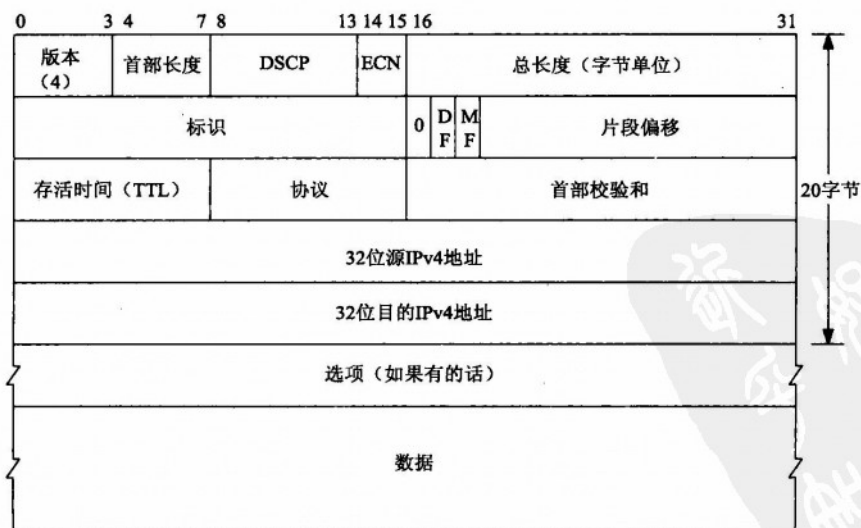 0 3 4 7 8 13 14 15 16 31
版本 首部长度 DSCP ECN 总长度（字节单位）
（4）
标识 0 D M 片段偏移
F F
存活时间（TTL） 协议 首部校验和 20字节
32位源IPv4地址
32位目的IPv4地址
选项（如果有的话）
数据